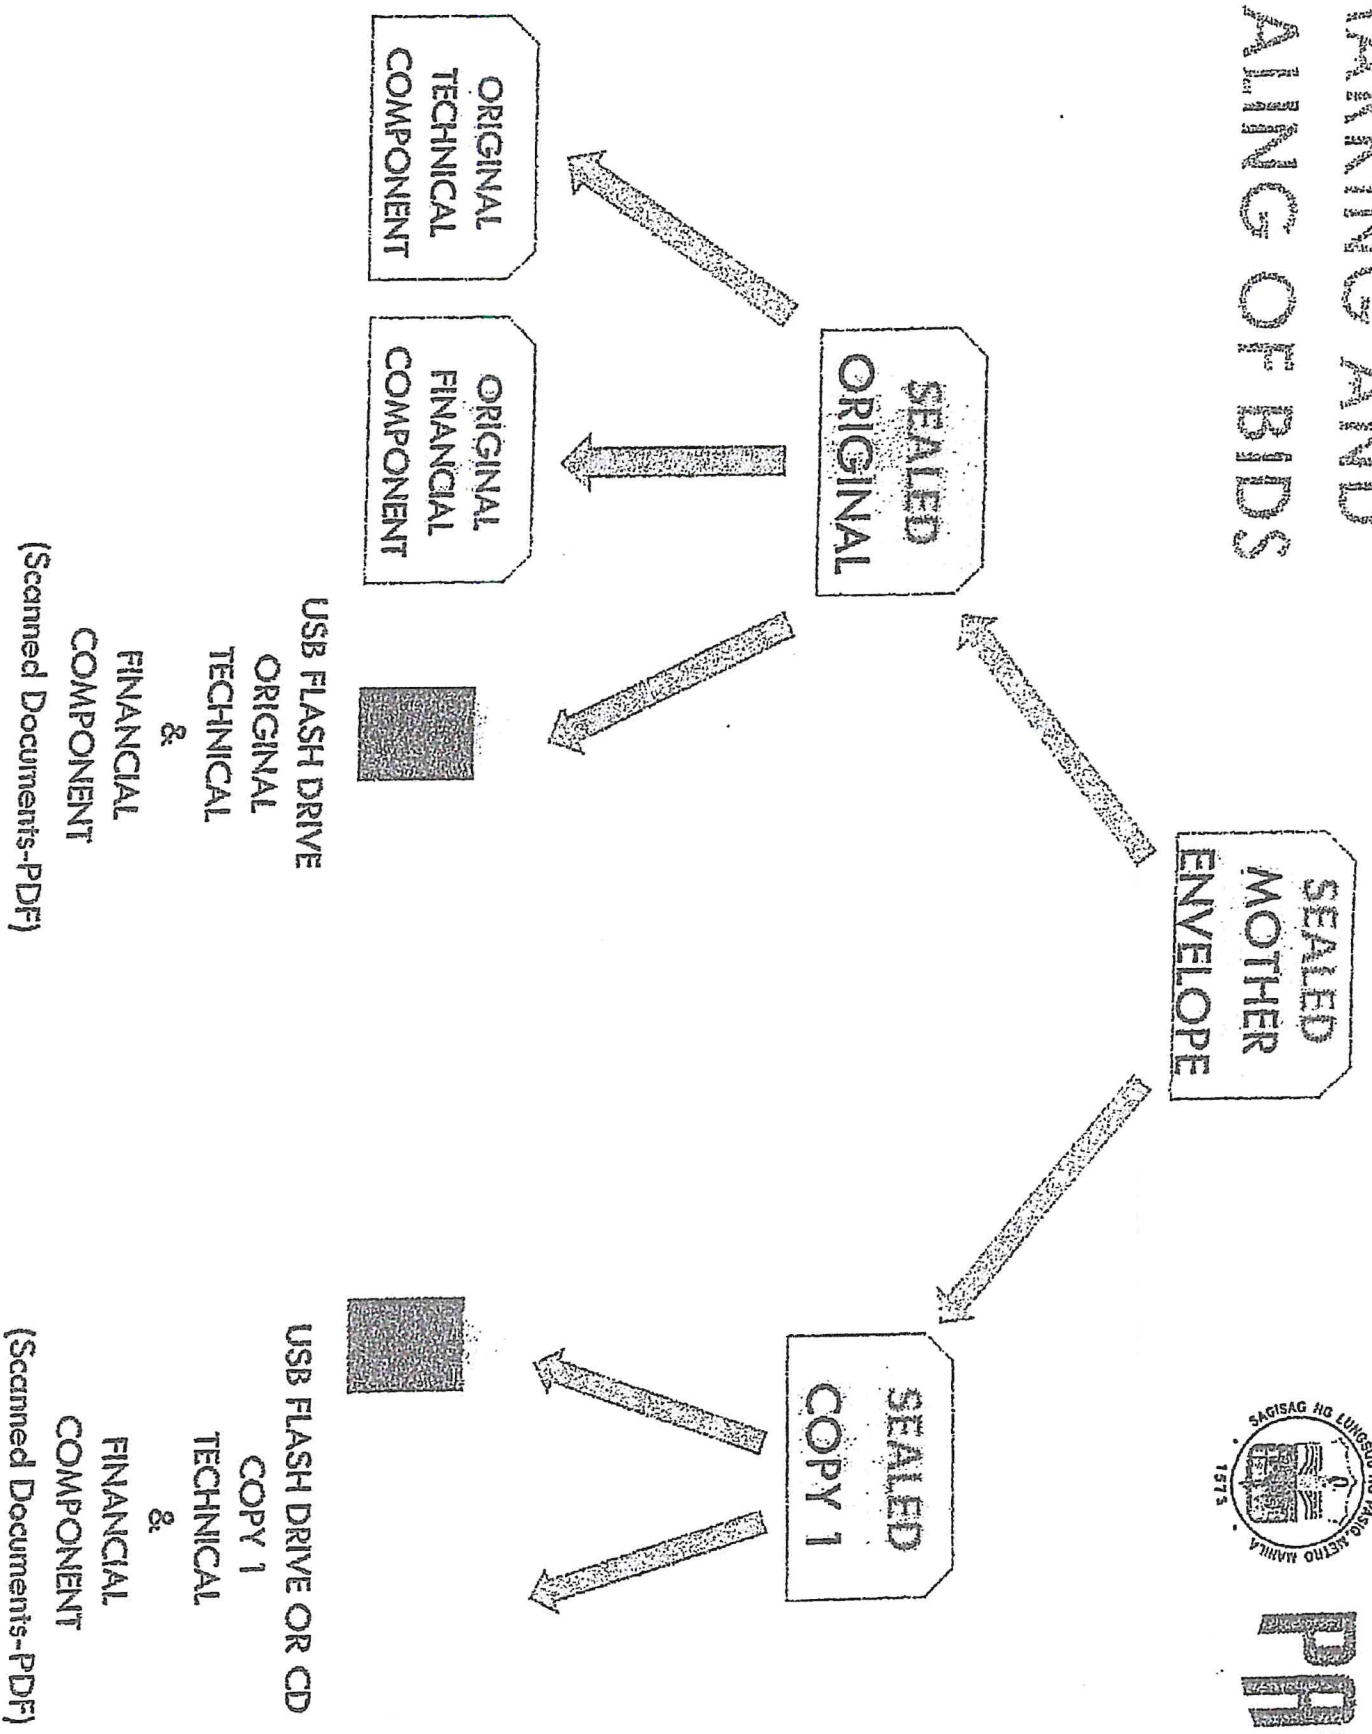 AND
ALING OF BIDS
SAGISAG NG LUNGSOD NG PASIG, METRO MANILA
1573
SEALED
MOTHER
ENVELOPE
SEALED
ORIGINAL
SEALED
COPY 1
ORIGINAL
TECHNICAL
COMPONENT
ORIGINAL
FINANCIAL
COMPONENT
USB FLASH DRIVE
ORIGINAL
TECHNICAL
&
FINANCIAL
COMPONENT
(Scanned Documents-PDF)
USB FLASH DRIVE OR CD
COPY 1
TECHNICAL
&
FINANCIAL
COMPONENT
(Scanned Documents-PDF)